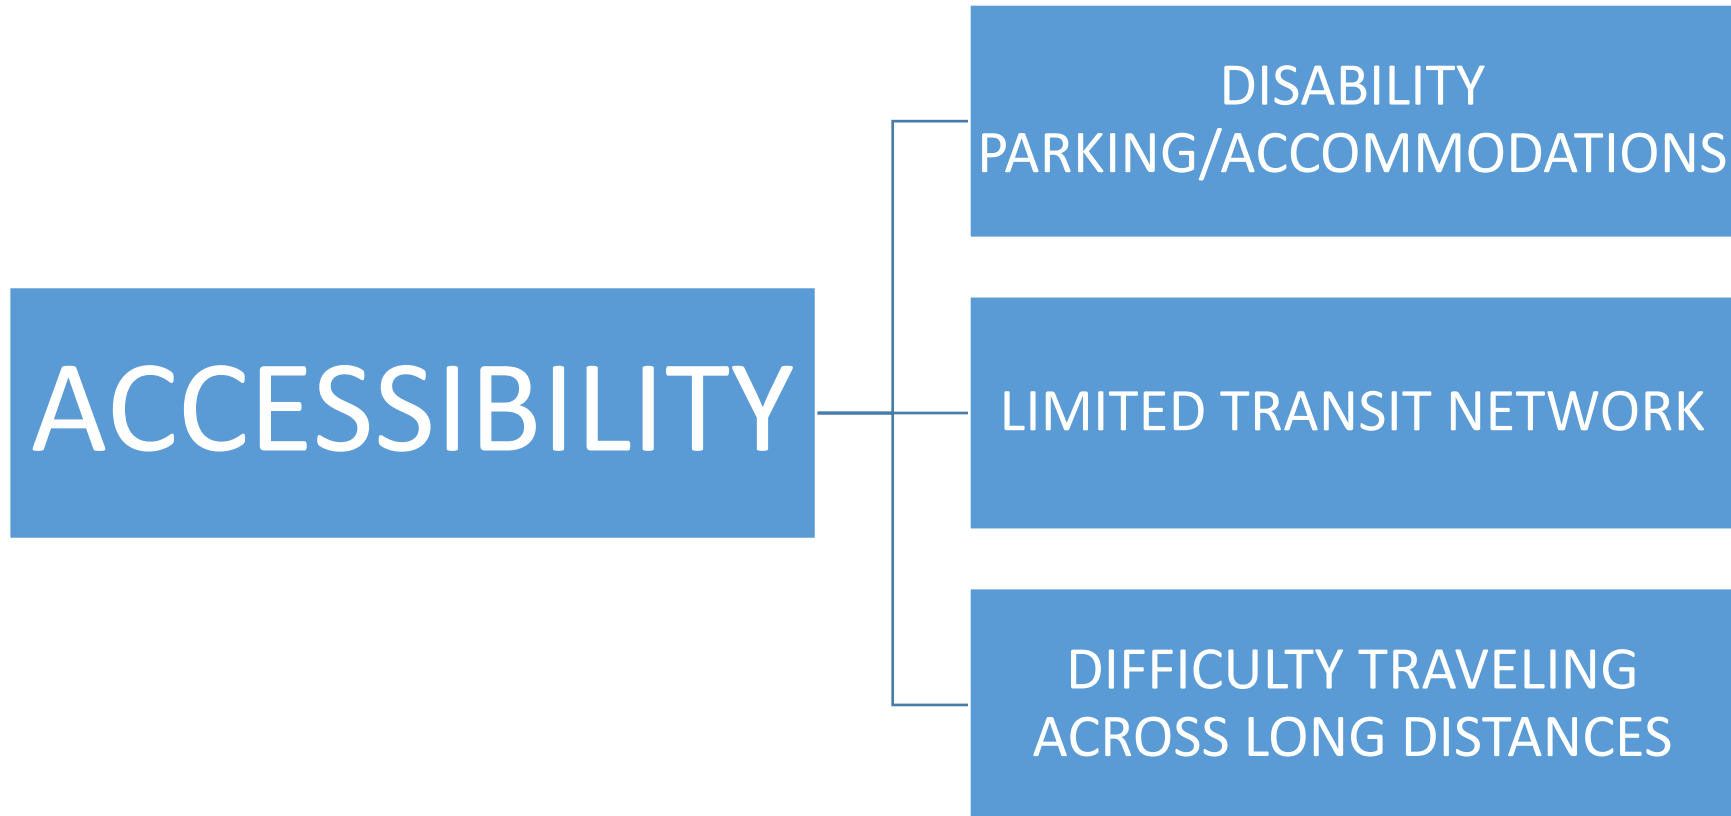 ACCESSIBILITY
DISABILITY
PARKING/ACCOMMODATIONS
LIMITED TRANSIT NETWORK
DIFFICULTY TRAVELING
ACROSS LONG DISTANCES